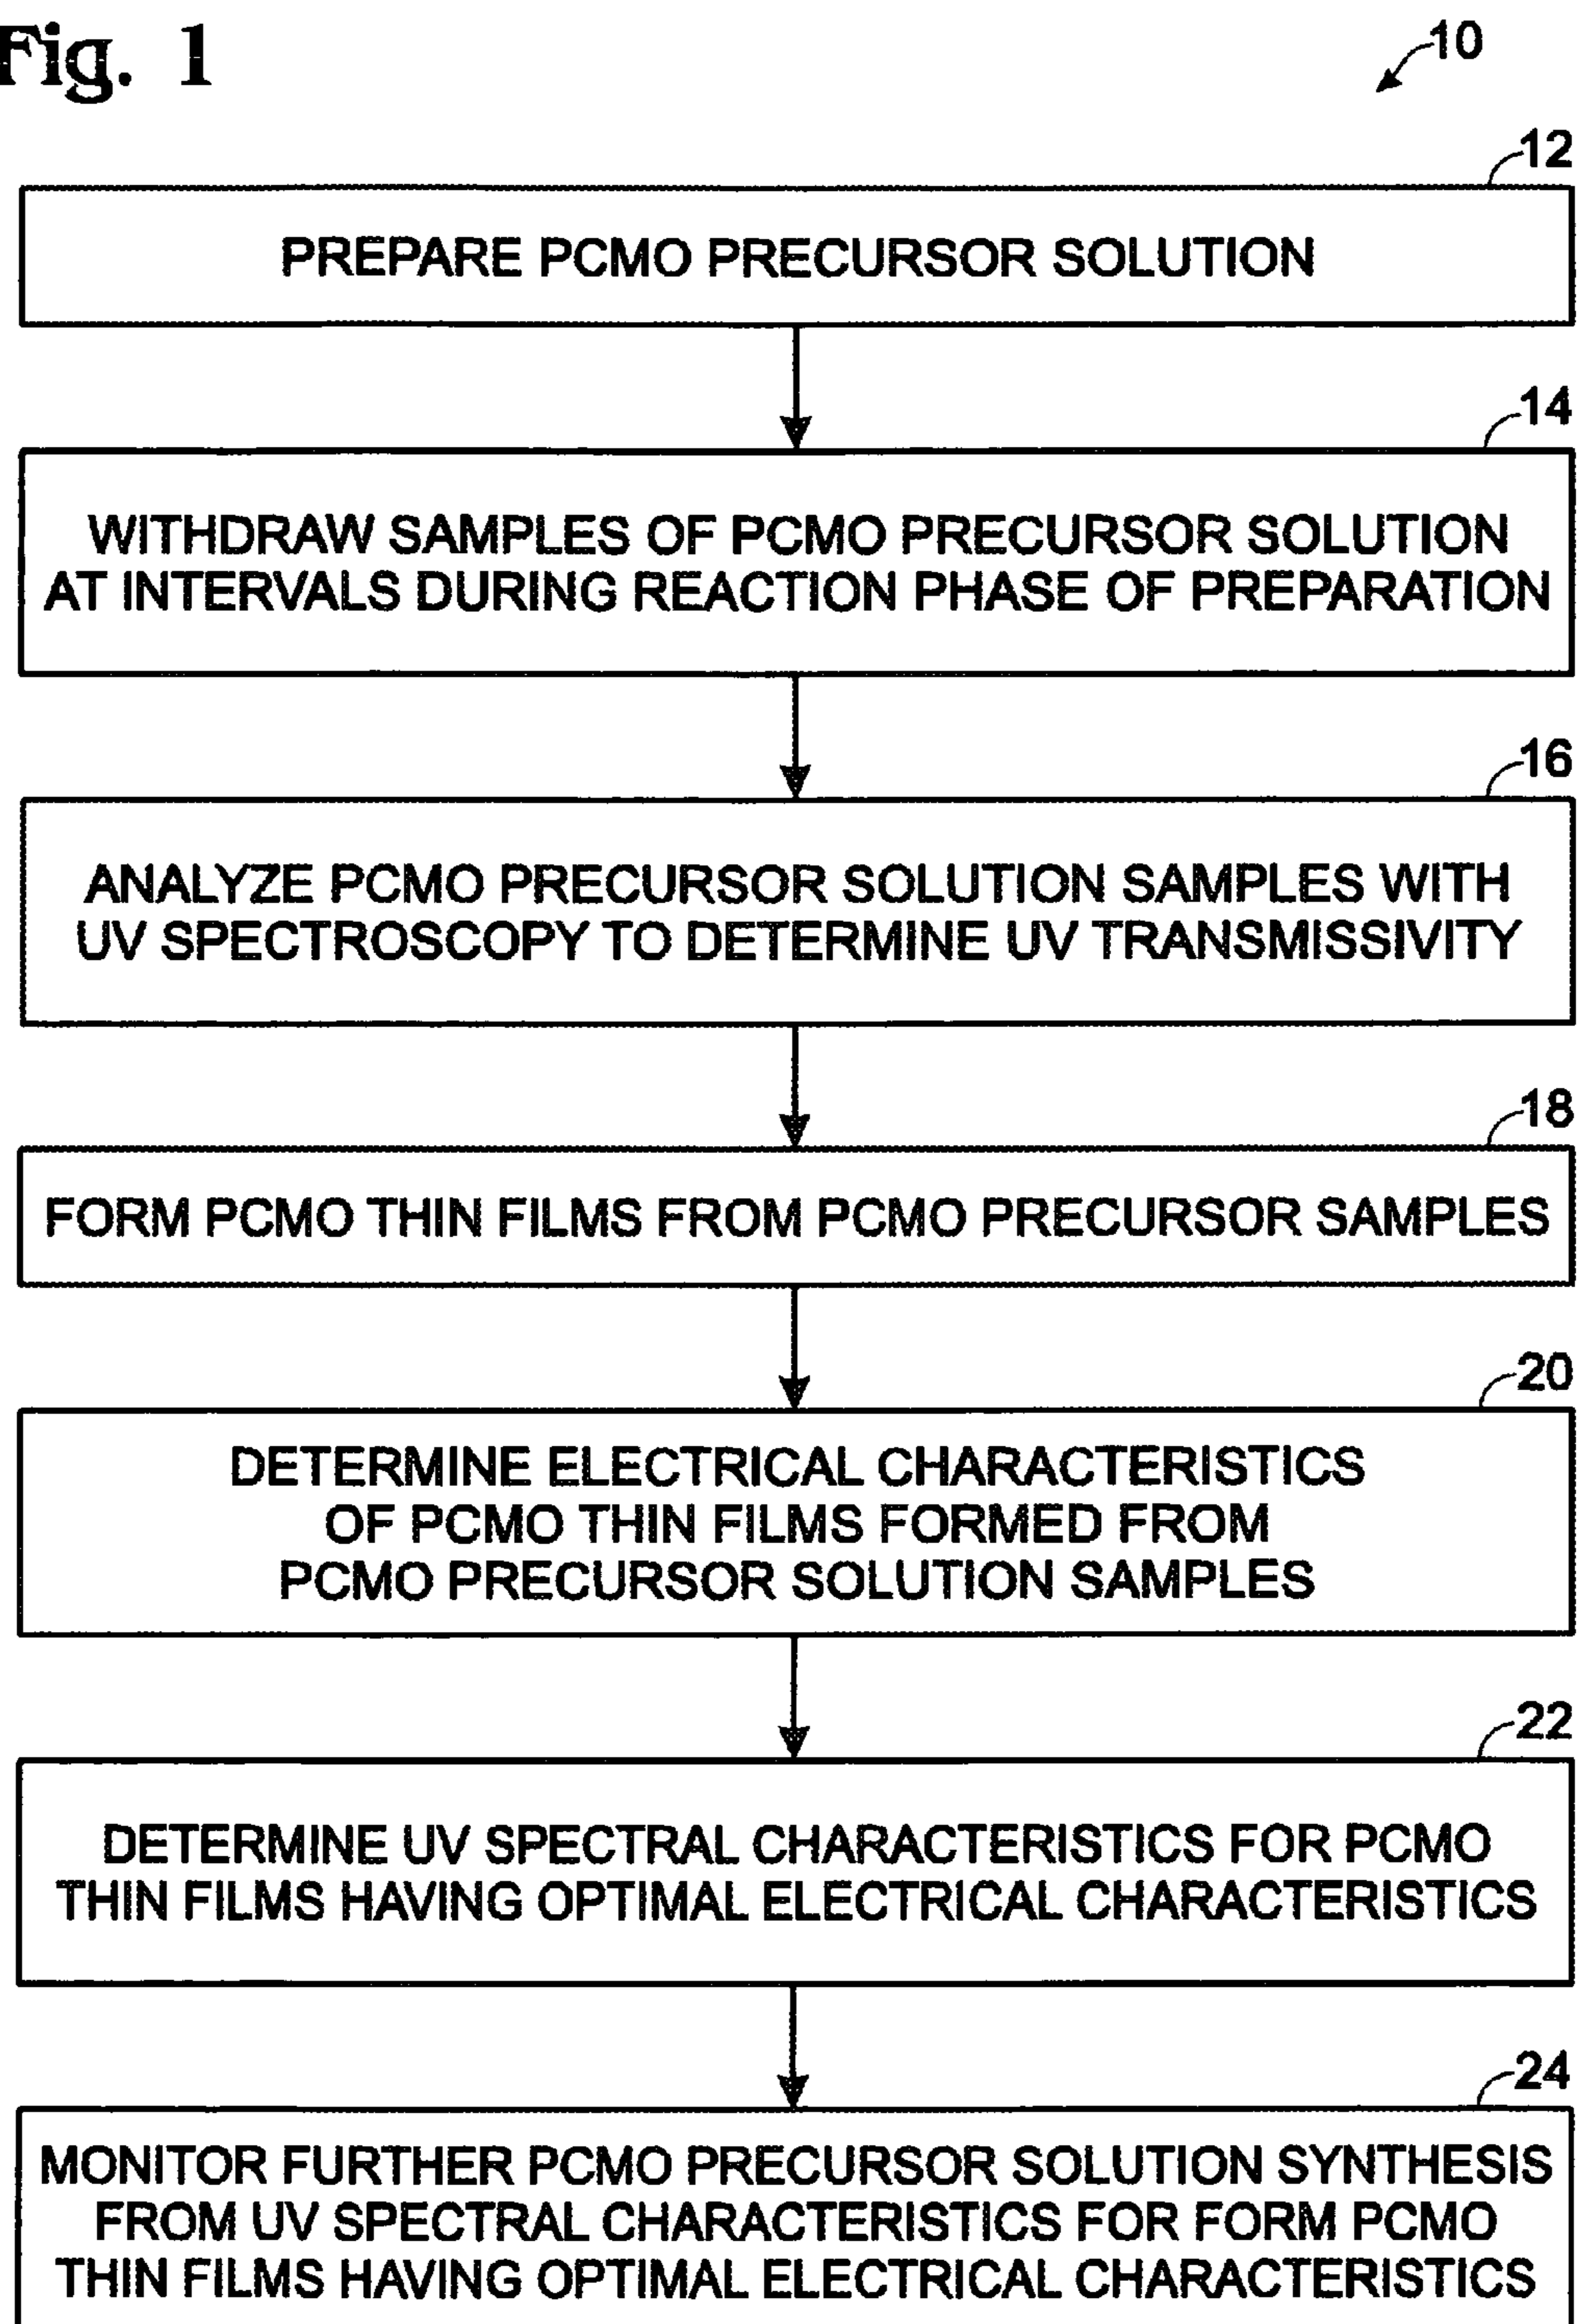 Fig. 1
10
12
PREPARE PCMO PRECURSOR SOLUTION
14
WITHDRAW SAMPLES OF PCMO PRECURSOR SOLUTION
AT INTERVALS DURING REACTION PHASE OF PREPARATION
16
ANALYZE PCMO PRECURSOR SOLUTION SAMPLES WITH
UV SPECTROSCOPY TO DETERMINE UV TRANSMISSIVITY
18
FORM PCMO THIN FILMS FROM PCMO PRECURSOR SAMPLES
20
DETERMINE ELECTRICAL CHARACTERISTICS
OF PCMO THIN FILMS FORMED FROM
PCMO PRECURSOR SOLUTION SAMPLES
22
DETERMINE UV SPECTRAL CHARACTERISTICS FOR PCMO
THIN FILMS HAVING OPTIMAL ELECTRICAL CHARACTERISTICS
24
MONITOR FURTHER PCMO PRECURSOR SOLUTION SYNTHESIS
FROM UV SPECTRAL CHARACTERISTICS FOR FORM PCMO
THIN FILMS HAVING OPTIMAL ELECTRICAL CHARACTERISTICS